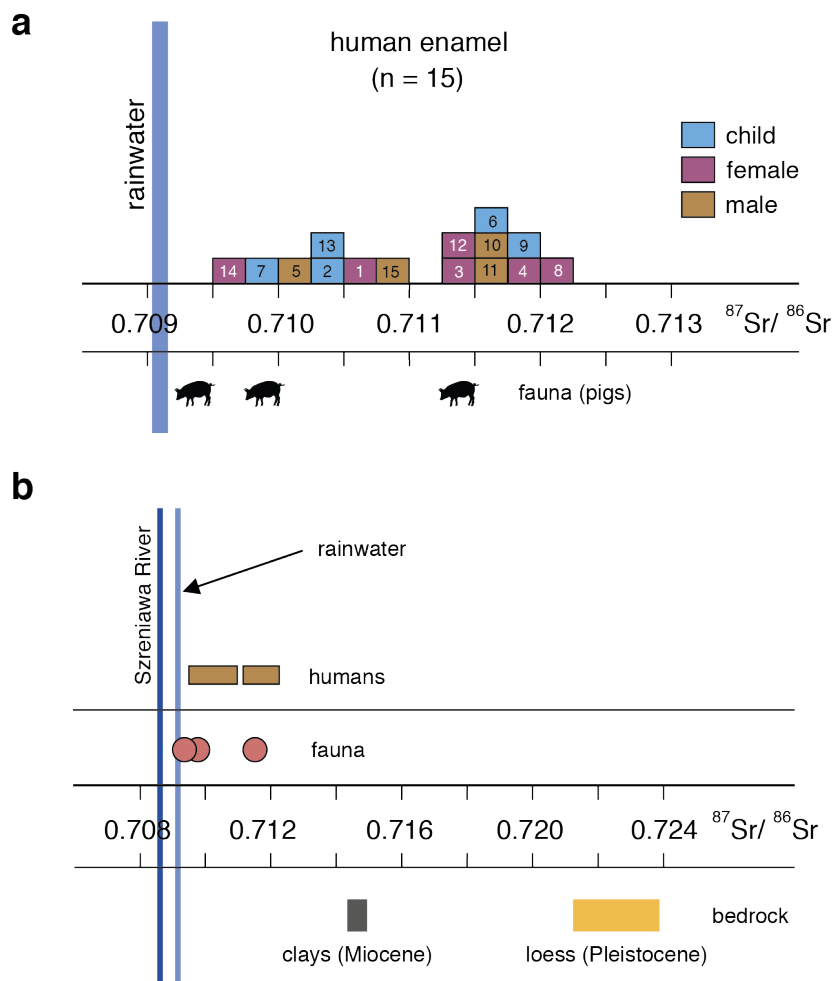 a
human enamel
(n = 15)
rainwater
child
female
male
6
13 12 10 9
14 7 5 2 1 15 3 11 4 8
0.709 0.710 0.711 0.712 0.713 87Sr/ 86Sr
fauna (pigs)
b
Szreniawa River
rainwater
humans
fauna
0.708 0.712 0.716 0.720 0.724 87Sr/ 86Sr
bedrock
clays (Miocene) loess (Pleistocene)